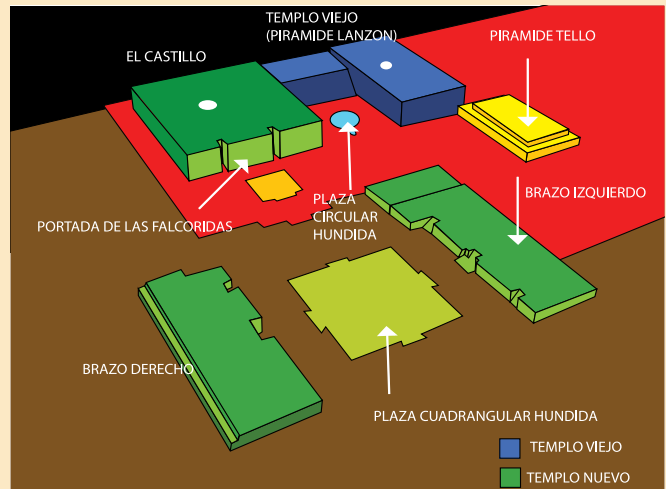 TEMPLO VIEJO
(PIRAMIDE LANZON)
PIRAMIDE TELLO
EL CASTILLO
BRAZO IZQUIERDO
PLAZA
CIRCULAR
HUNDIDA
PORTADA DE LAS FALCORIDAS
BRAZO DERECHO
PLAZA CUADRANGULAR HUNDIDA
TEMPLO VIEJO
TEMPLO NUEVO